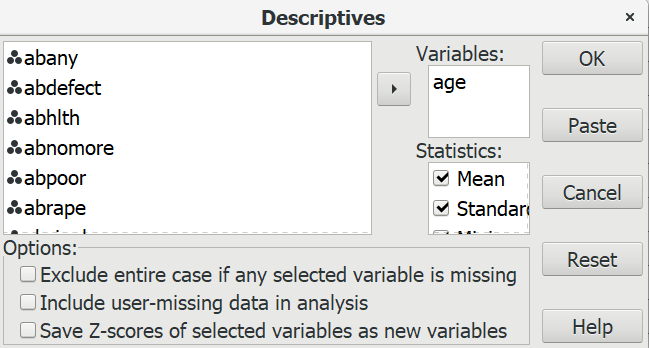 Descriptives
abany
abdefect
abhlth
abnomore
abpoor
abrape
Variables:
age
Statistics:
Mean
Standard
OK
Paste
Cancel
Reset
Help
Options:
Exclude entire case if any selected variable is missing
Include user-missing data in analysis
Save Z-scores of selected variables as new variables